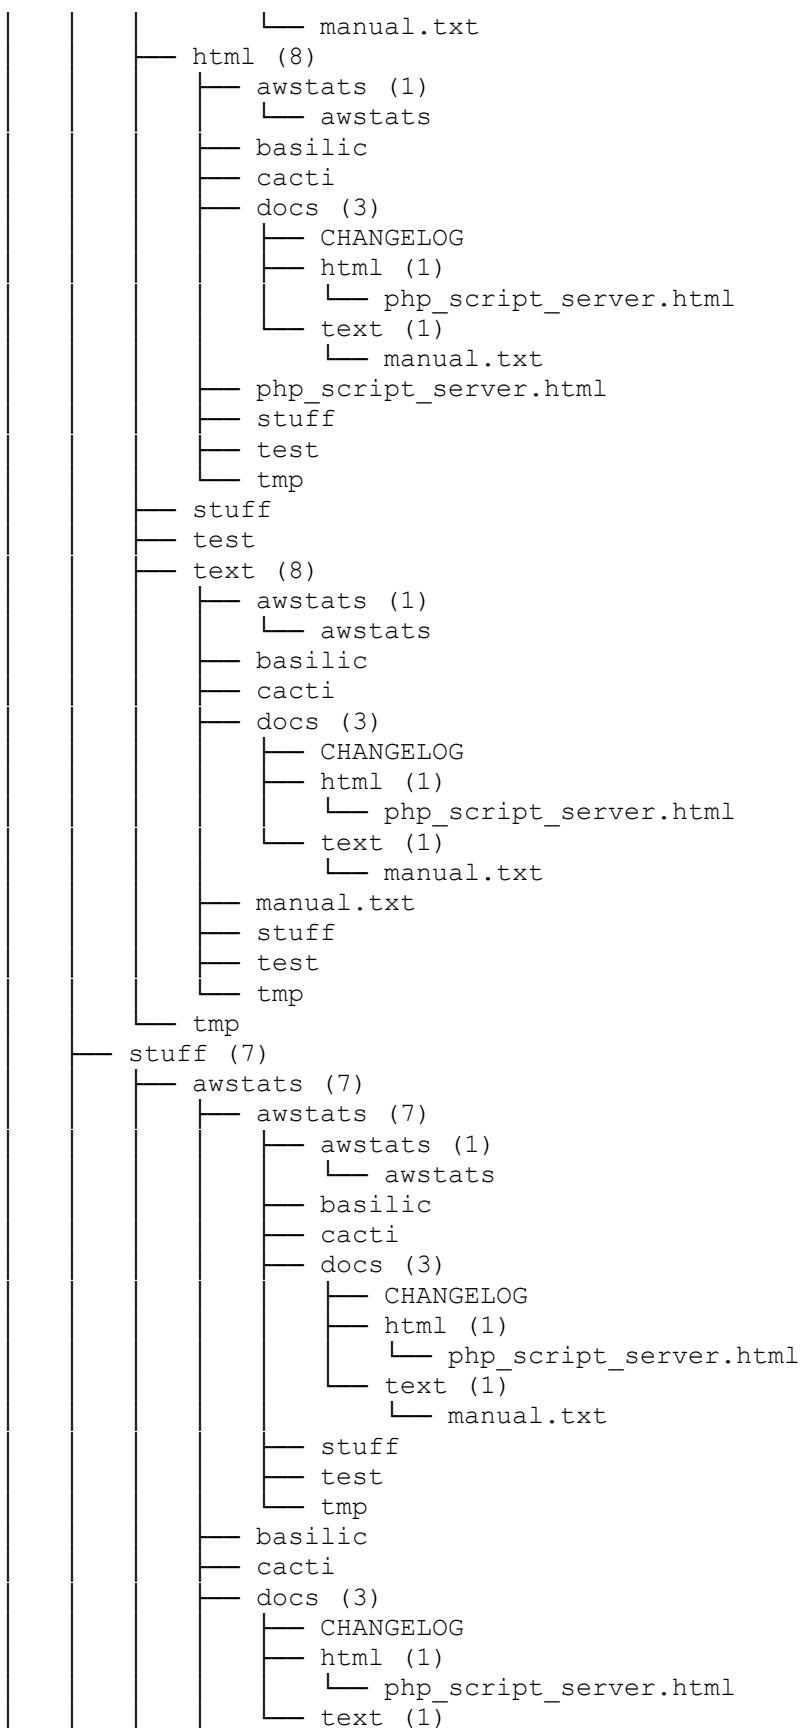 │   │   │       └── manual.txt
│   │   ├── html (8)
│   │   │   ├── awstats (1)
│   │   │   │   └── awstats
│   │   │   ├── basilic
│   │   │   ├── cacti
│   │   │   ├── docs (3)
│   │   │   │   ├── CHANGELOG
│   │   │   │   ├── html (1)
│   │   │   │   │   └── php_script_server.html
│   │   │   │   └── text (1)
│   │   │   │       └── manual.txt
│   │   │   ├── php_script_server.html
│   │   │   ├── stuff
│   │   │   ├── test
│   │   │   └── tmp
│   │   ├── stuff
│   │   ├── test
│   │   ├── text (8)
│   │   │   ├── awstats (1)
│   │   │   │   └── awstats
│   │   │   ├── basilic
│   │   │   ├── cacti
│   │   │   ├── docs (3)
│   │   │   │   ├── CHANGELOG
│   │   │   │   ├── html (1)
│   │   │   │   │   └── php_script_server.html
│   │   │   │   └── text (1)
│   │   │   │       └── manual.txt
│   │   │   ├── manual.txt
│   │   │   ├── stuff
│   │   │   ├── test
│   │   │   └── tmp
│   │   └── tmp
│   ├── stuff (7)
│   │   ├── awstats (7)
│   │   │   ├── awstats (7)
│   │   │   │   ├── awstats (1)
│   │   │   │   │   └── awstats
│   │   │   │   ├── basilic
│   │   │   │   ├── cacti
│   │   │   │   ├── docs (3)
│   │   │   │   │   ├── CHANGELOG
│   │   │   │   │   ├── html (1)
│   │   │   │   │   │   └── php_script_server.html
│   │   │   │   │   └── text (1)
│   │   │   │   │       └── manual.txt
│   │   │   │   ├── stuff
│   │   │   │   ├── test
│   │   │   │   └── tmp
│   │   │   ├── basilic
│   │   │   ├── cacti
│   │   │   ├── docs (3)
│   │   │   │   ├── CHANGELOG
│   │   │   │   ├── html (1)
│   │   │   │   │   └── php_script_server.html
│   │   │   │   └── text (1)